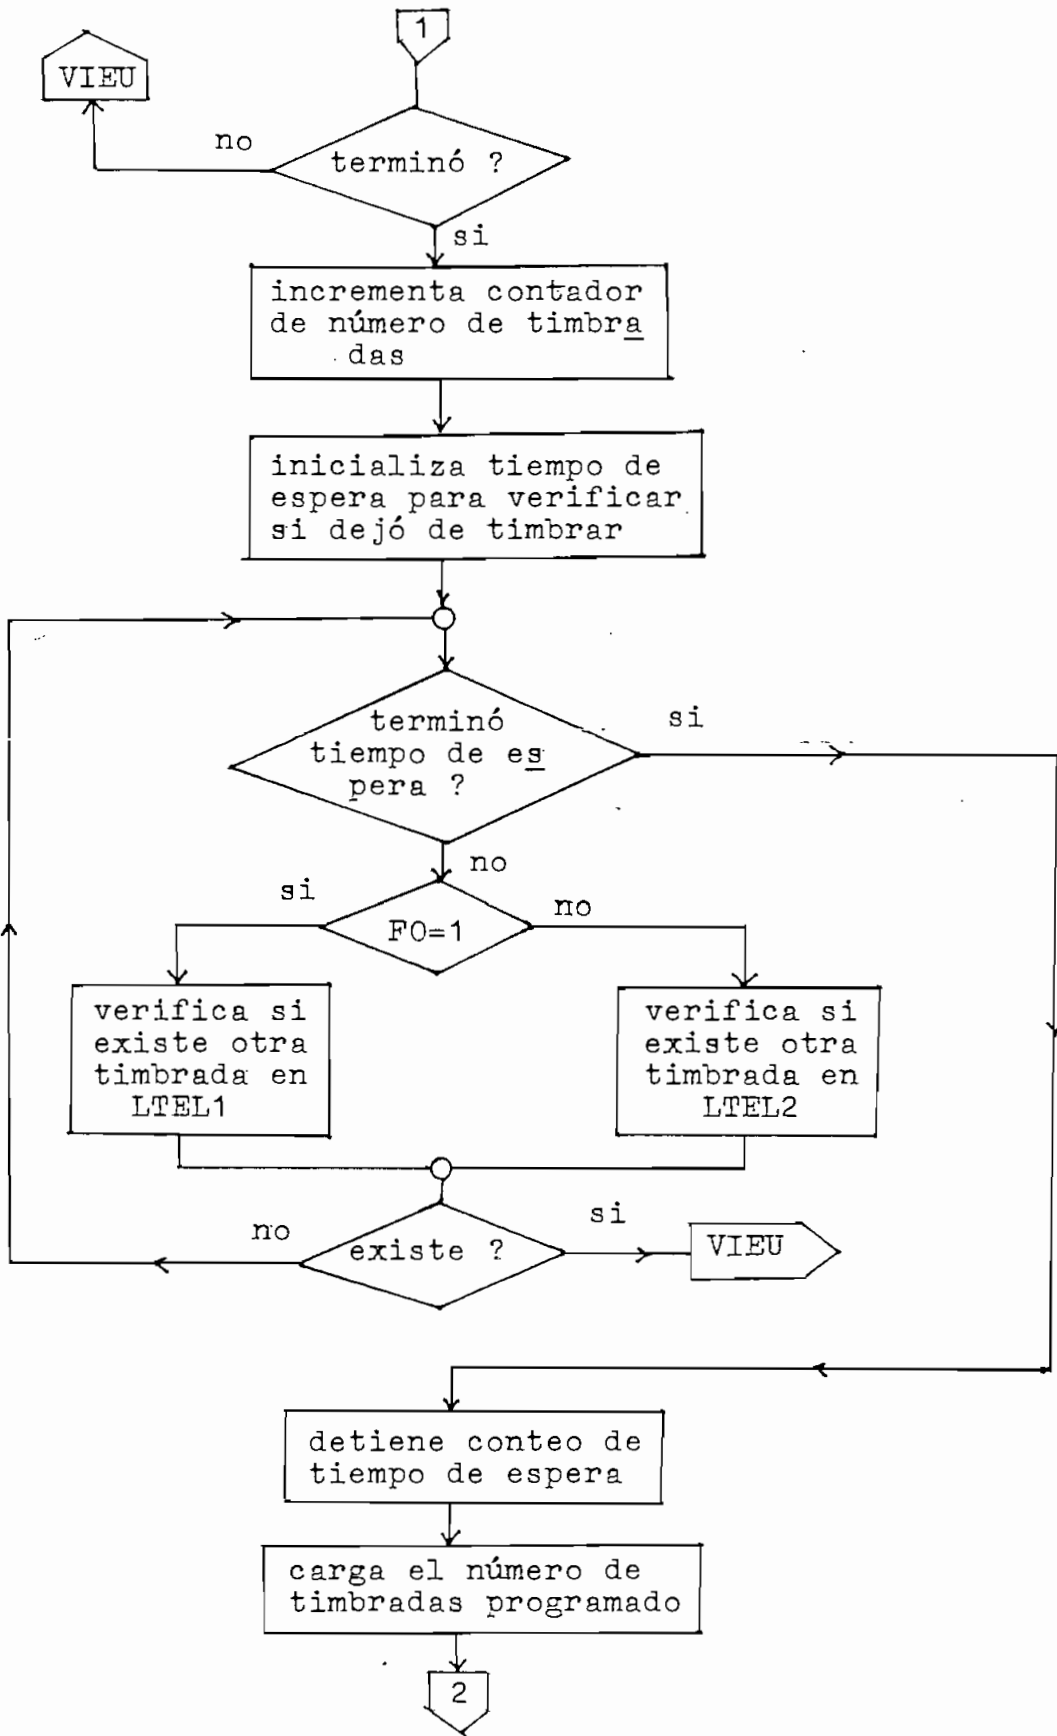 1
VIEU
no
terminó ?
si
incrementa contador
de número de timbra
das
inicializa tiempo de
espera para verificar
si dejó de timbrar
terminó
tiempo de es
pera ?
si
no
si
F0=1
no
verifica si
existe otra
timbrada en
LTEL1
verifica si
existe otra
timbrada en
LTEL2
no
existe ?
si
VIEU
detiene conteo de
tiempo de espera
carga el número de
timbradas programado
2